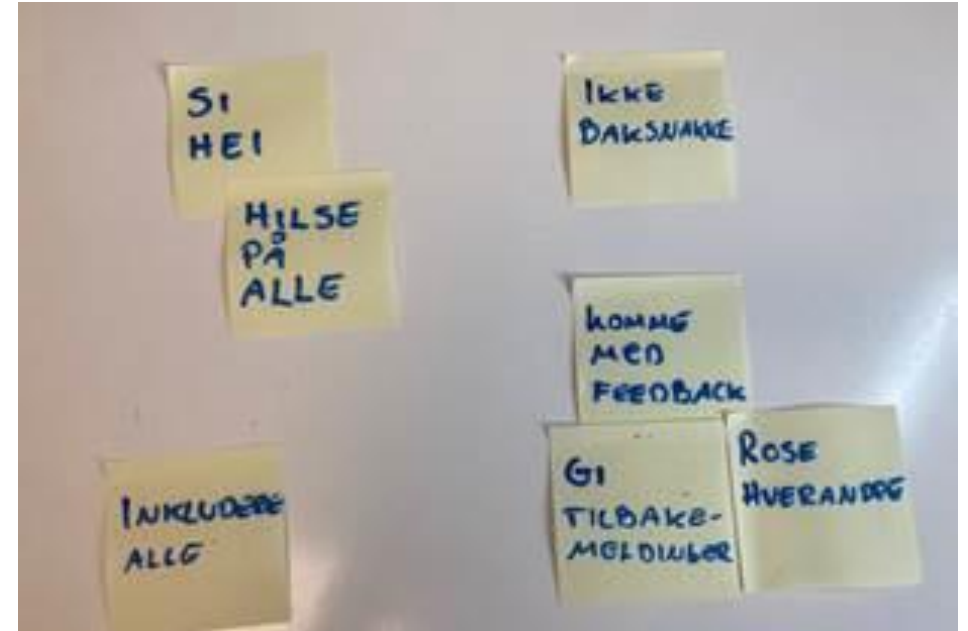 SI
HEI
HILSE
PÅ
ALLE
IKKE
BAKSNAKKE
KOMME
MED
FEEDBACK
GI
TILBAKE-
MELDINGER
ROSE
HVERANDRE
INKLUDERE
ALLE